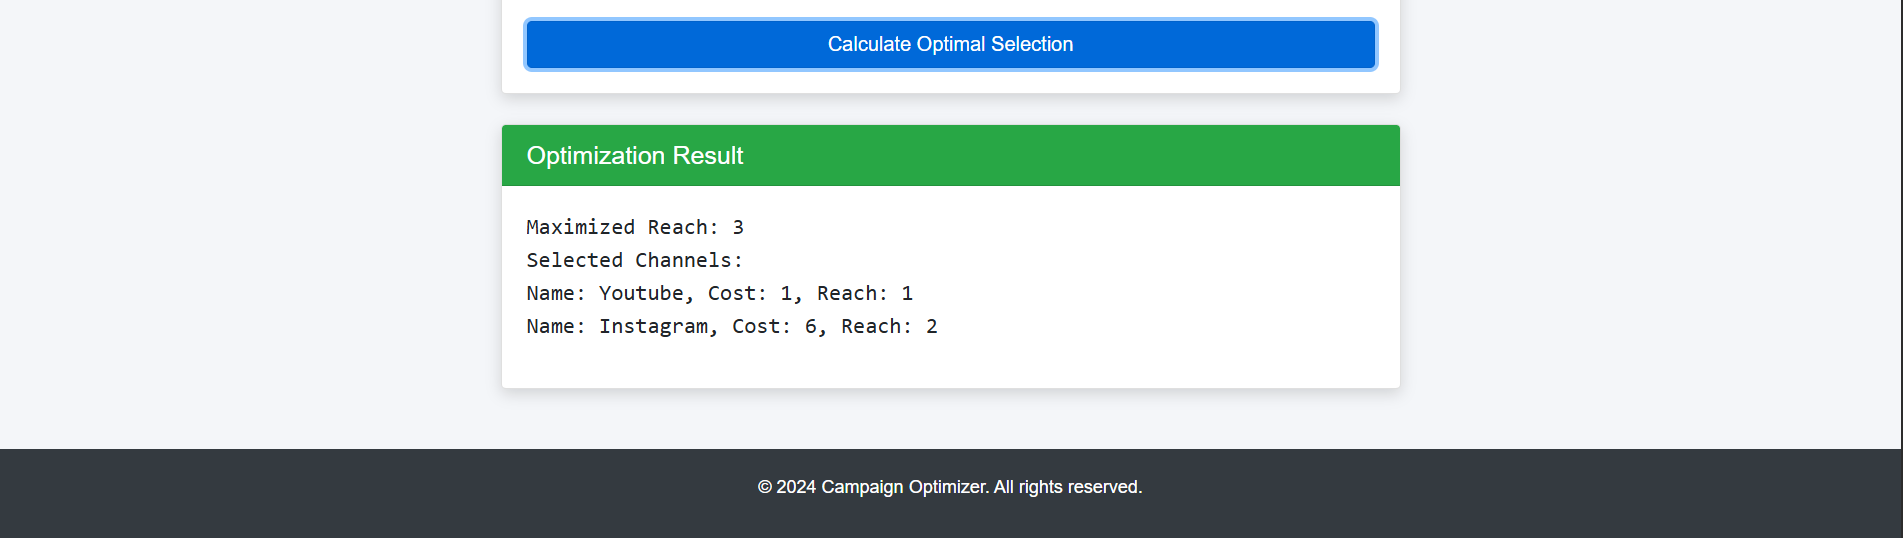 Calculate Optimal Selection
Optimization Result
Maximized Reach: 3
Selected Channels:
Name: Youtube, Cost: 1, Reach: 1
Name: Instagram, Cost: 6, Reach: 2
© 2024 Campaign Optimizer. All rights reserved.